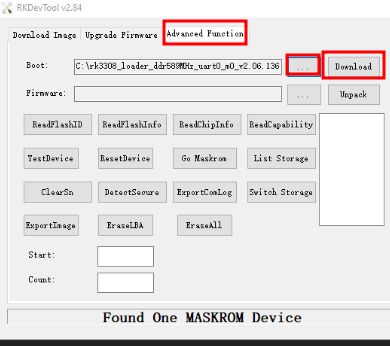 RKDevTool v2.84
Download Image Upgrade Firmware Advanced Function
Boot: C:\rk3308_loader_ddr589MHz_uart0_m0_v2.06.136 ... Download
Firmware: ... Unpack
ReadFlashID ReadFlashInfo ReadChipInfo ReadCapability
TestDevice ResetDevice Go Maskrom List Storage
ClearSn DetectSecure ExportComLog Switch Storage
ExportImage EraseLBA EraseAll
Start:
Count:
Found One MASKROM Device